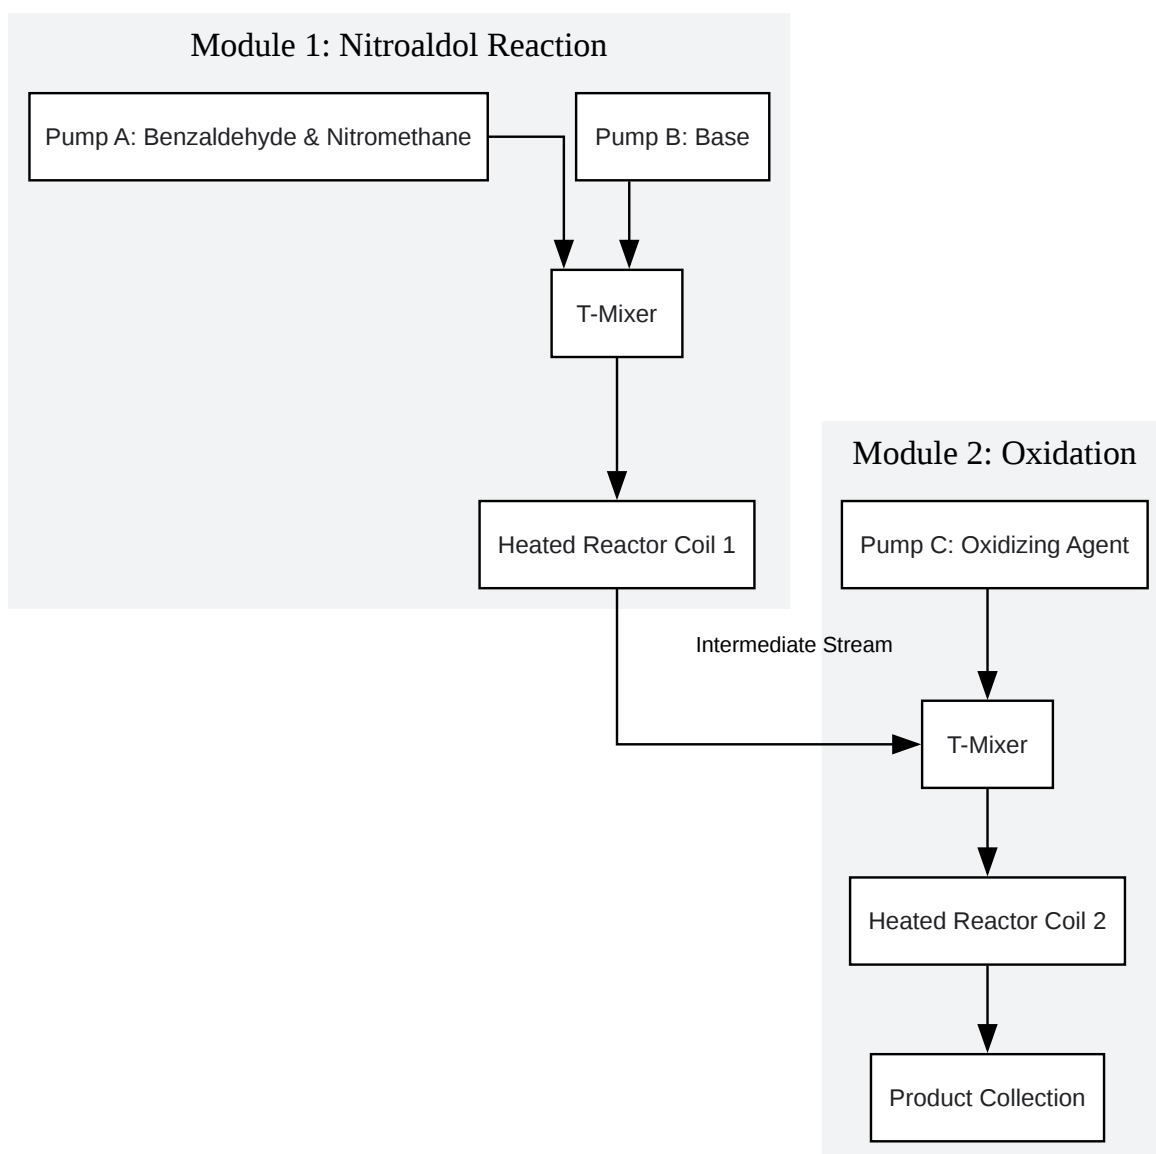 Module 1: Nitroaldol Reaction
Pump A: Benzaldehyde & Nitromethane
Pump B: Base
T-Mixer
Heated Reactor Coil 1
Module 2: Oxidation
Pump C: Oxidizing Agent
Intermediate Stream
T-Mixer
Heated Reactor Coil 2
Product Collection